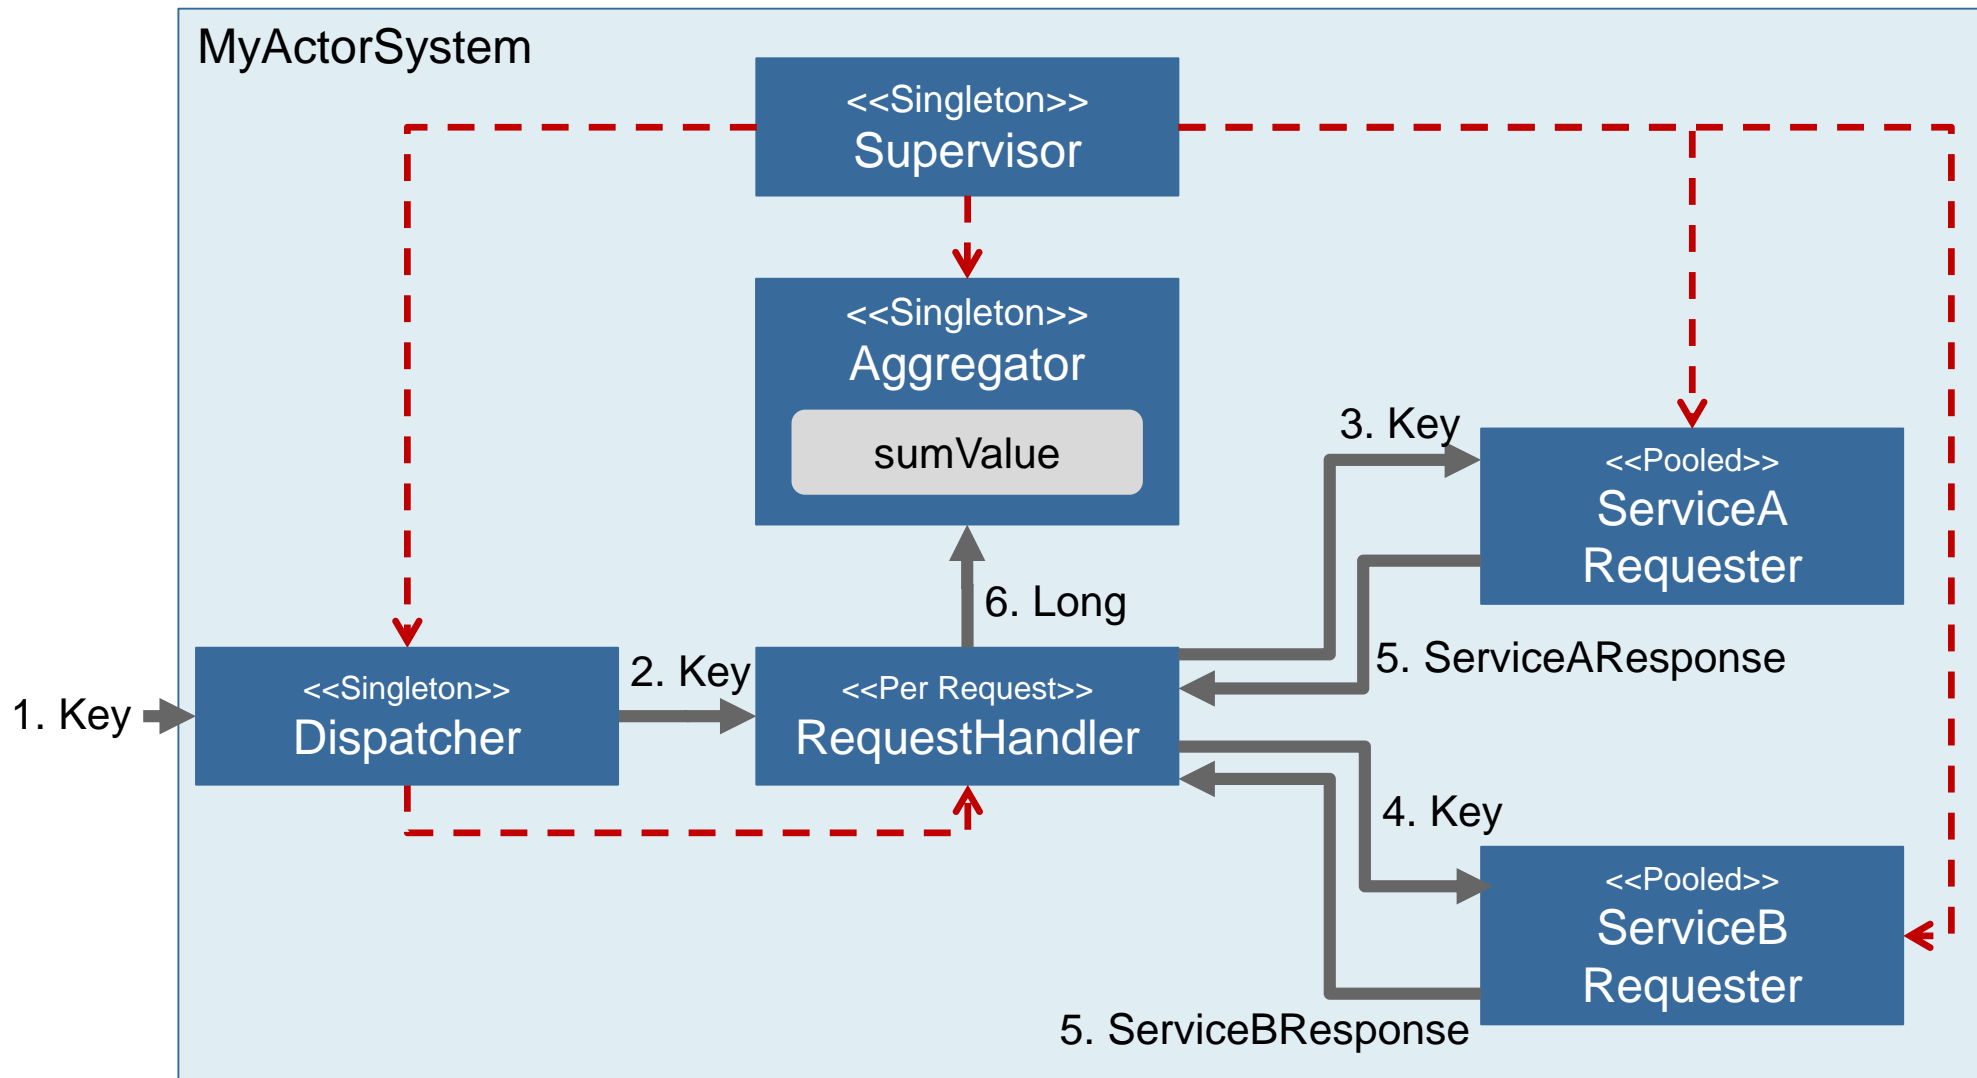 MyActorSystem
<<Singleton>>
Supervisor
<<Singleton>>
Aggregator
sumValue
3. Key
<<Pooled>>
ServiceA
Requester
6. Long
5. ServiceAResponse
1. Key
<<Singleton>>
Dispatcher
2. Key
<<Per Request>>
RequestHandler
4. Key
<<Pooled>>
ServiceB
Requester
5. ServiceBResponse